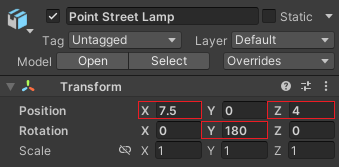 Point Street Lamp Static
Tag Untagged Layer Default
Model Open Select Overrides
Transform
Position X 7.5 Y 0 Z 4
Rotation X 0 Y 180 Z 0
Scale X 1 Y 1 Z 1